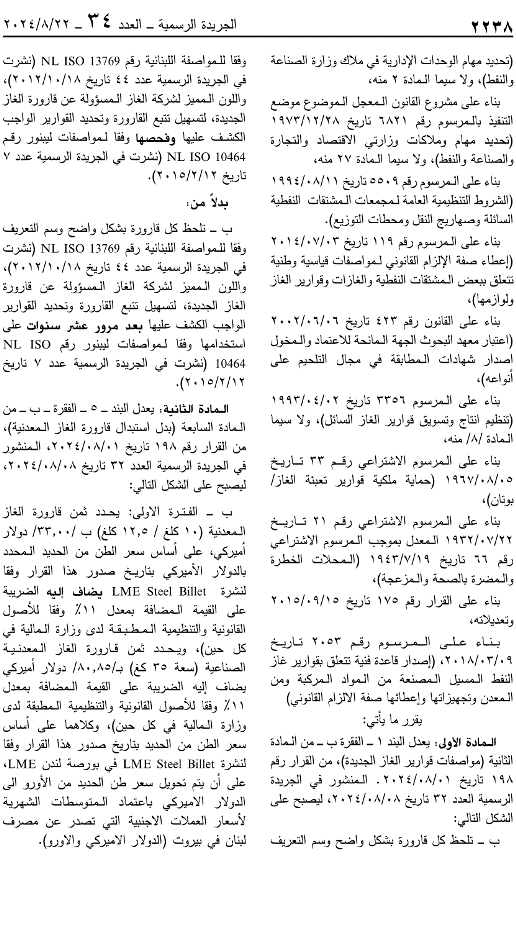 ٢٢٣٨
الجريدة الرسمية ــ العدد ٣٤ ــ ٢٠٢٤/٨/٢٢
(تحديد مهام الوحدات الإدارية في ملاك وزارة الصناعة
والنفط)، ولا سيما المادة ٢ منه،
بناء على مشروع القانون المعجل الموضوع موضع
التنفيذ بالمرسوم رقم ٦٨٢١ تاريخ ١٩٧٣/١٢/٢٨
(تحديد مهام وملاكات وزارتي الاقتصاد والتجارة
والصناعة والنفط)، ولا سيما المادة ٢٧ منه،
بناء على المرسوم رقم ٥٥٠٩ تاريخ ١٩٩٤/٠٨/١١
(الشروط التنظيمية العامة لمجمعات المشتقات النفطية
السائلة وصهاريج النقل ومحطات التوزيع).
بناء على المرسوم رقم ١١٩ تاريخ ٢٠١٤/٠٧/٠٣
(إعطاء صفة الإلزام القانوني لمواصفات قياسية وطنية
تتعلق ببعض المشتقات النفطية والغازات وقوارير الغاز
ولوازمها)،
بناء على القانون رقم ٤٢٣ تاريخ ٢٠٠٢/٠٦/٠٦
(اعتبار معهد البحوث الجهة المانحة للاعتماد والمخول
اصدار شهادات المطابقة في مجال التلحيم على
أنواعه)،
بناء على المرسوم ٣٣٥٦ تاريخ ١٩٩٣/٠٤/٠٢
(تنظيم انتاج وتسويق قوارير الغاز السائل)، ولا سيما
المادة /٨/ منه،
بناء على المرسوم الاشتراعي رقم ٣٣ تاريخ
١٩٦٧/٠٨/٠٥ (حماية ملكية قوارير تعبئة الغاز/
بوتان)،
بناء على المرسوم الاشتراعي رقم ٢١ تاريخ
١٩٣٢/٠٧/٢٢ المعدل بموجب المرسوم الاشتراعي
رقم ٦٦ تاريخ ١٩٤٣/٧/١٩ (المحلات الخطرة
والمضرة بالصحة والمزعجة)،
بناء على القرار رقم ١٧٥ تاريخ ٢٠١٥/٠٩/١٥
وتعديلاته،
بناء على المرسوم رقم ٢٠٥٣ تاريخ
٢٠١٨/٠٣/٠٩، (إصدار قاعدة فنية تتعلق بقوارير غاز
النفط المسيل المصنعة من المواد المركبة ومن
المعدن وتجهيزاتها وإعطائها صفة الالزام القانوني)
يقرر ما يأتي:
المادة الأولى: يعدل البند ١ ــ الفقرة ب ــ من المادة
الثانية (مواصفات قوارير الغاز الجديدة)، من القرار رقم
١٩٨ تاريخ ٢٠٢٤/٠٨/٠١ . المنشور في الجريدة
الرسمية العدد ٣٢ تاريخ ٢٠٢٤/٠٨/٠٨، ليصبح على
الشكل التالي:
ب ــ تلحظ كل قارورة بشكل واضح وسم التعريف
وفقا للمواصفة اللبنانية رقم NL ISO 13769 (نشرت
في الجريدة الرسمية عدد ٤٤ تاريخ ٢٠١٢/١٠/١٨)،
واللون المميز لشركة الغاز المسؤولة عن قارورة الغاز
الجديدة، لتسهيل تتبع القارورة وتحديد القوارير الواجب
الكشف عليها وفحصها وفقا لمواصفات ليبنور رقم
NL ISO 10464 (نشرت في الجريدة الرسمية عدد ٧
تاريخ ٢٠١٥/٢/١٢).
بدلاً من:
ب ــ تلحظ كل قارورة بشكل واضح وسم التعريف
وفقا للمواصفة اللبنانية رقم NL ISO 13769 (نشرت
في الجريدة الرسمية عدد ٤٤ تاريخ ٢٠١٢/١٠/١٨)،
واللون المميز لشركة الغاز المسؤولة عن قارورة
الغاز الجديدة، لتسهيل تتبع القارورة وتحديد القوارير
الواجب الكشف عليها بعد مرور عشر سنوات على
استخدامها وفقا لمواصفات ليبنور رقم NL ISO
10464 (نشرت في الجريدة الرسمية عدد ٧ تاريخ
٢٠١٥/٢/١٢).
المادة الثانية: يعدل البند ــ ٥ ــ الفقرة ــ ب ــ من
المادة السابعة (بدل استبدال قارورة الغاز المعدنية)،
من القرار رقم ١٩٨ تاريخ ٢٠٢٤/٠٨/٠١، المنشور
في الجريدة الرسمية العدد ٣٢ تاريخ ٢٠٢٤/٠٨/٠٨،
ليصبح على الشكل التالي:
ب ــ الفترة الاولى: يحدد ثمن قارورة الغاز
المعدنية (١٠ كلغ / ١٢,٥ كلغ) ب /٣٣,٠٠/ دولار
أميركي، على أساس سعر الطن من الحديد المحدد
بالدولار الأميركي بتاريخ صدور هذا القرار وفقا
لنشرة LME Steel Billet يضاف إليه الضريبة
على القيمة المضافة بمعدل ١١٪ وفقا للأصول
القانونية والتنظيمية المطبقة لدى وزارة المالية في
كل حين)، ويحدد ثمن قارورة الغاز المعدنية
الصناعية (سعة ٣٥ كغ) بـ/٨٠,٨٥/ دولار أميركي
يضاف إليه الضريبة على القيمة المضافة بمعدل
١١٪ وفقا للأصول القانونية والتنظيمية المطبقة لدى
وزارة المالية في كل حين)، وكلاهما على أساس
سعر الطن من الحديد بتاريخ صدور هذا القرار وفقا
لنشرة LME Steel Billet في بورصة لندن LME،
على أن يتم تحويل سعر طن الحديد من الأورو الى
الدولار الاميركي باعتماد المتوسطات الشهرية
لأسعار العملات الاجنبية التي تصدر عن مصرف
لبنان في بيروت (الدولار الاميركي والاورو).